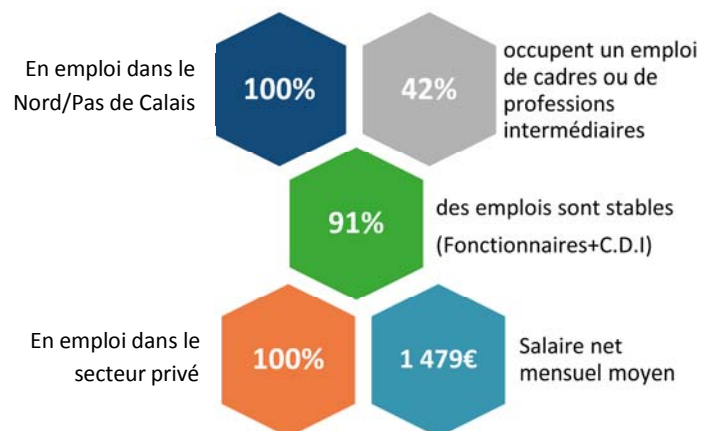 En emploi dans le
Nord/Pas de Calais
100%
42%
occupent un emploi
de cadres ou de
professions
intermédiaires
91%
des emplois sont stables
(Fonctionnaires+C.D.I)
En emploi dans le
secteur privé
100%
1 479€
Salaire net
mensuel moyen